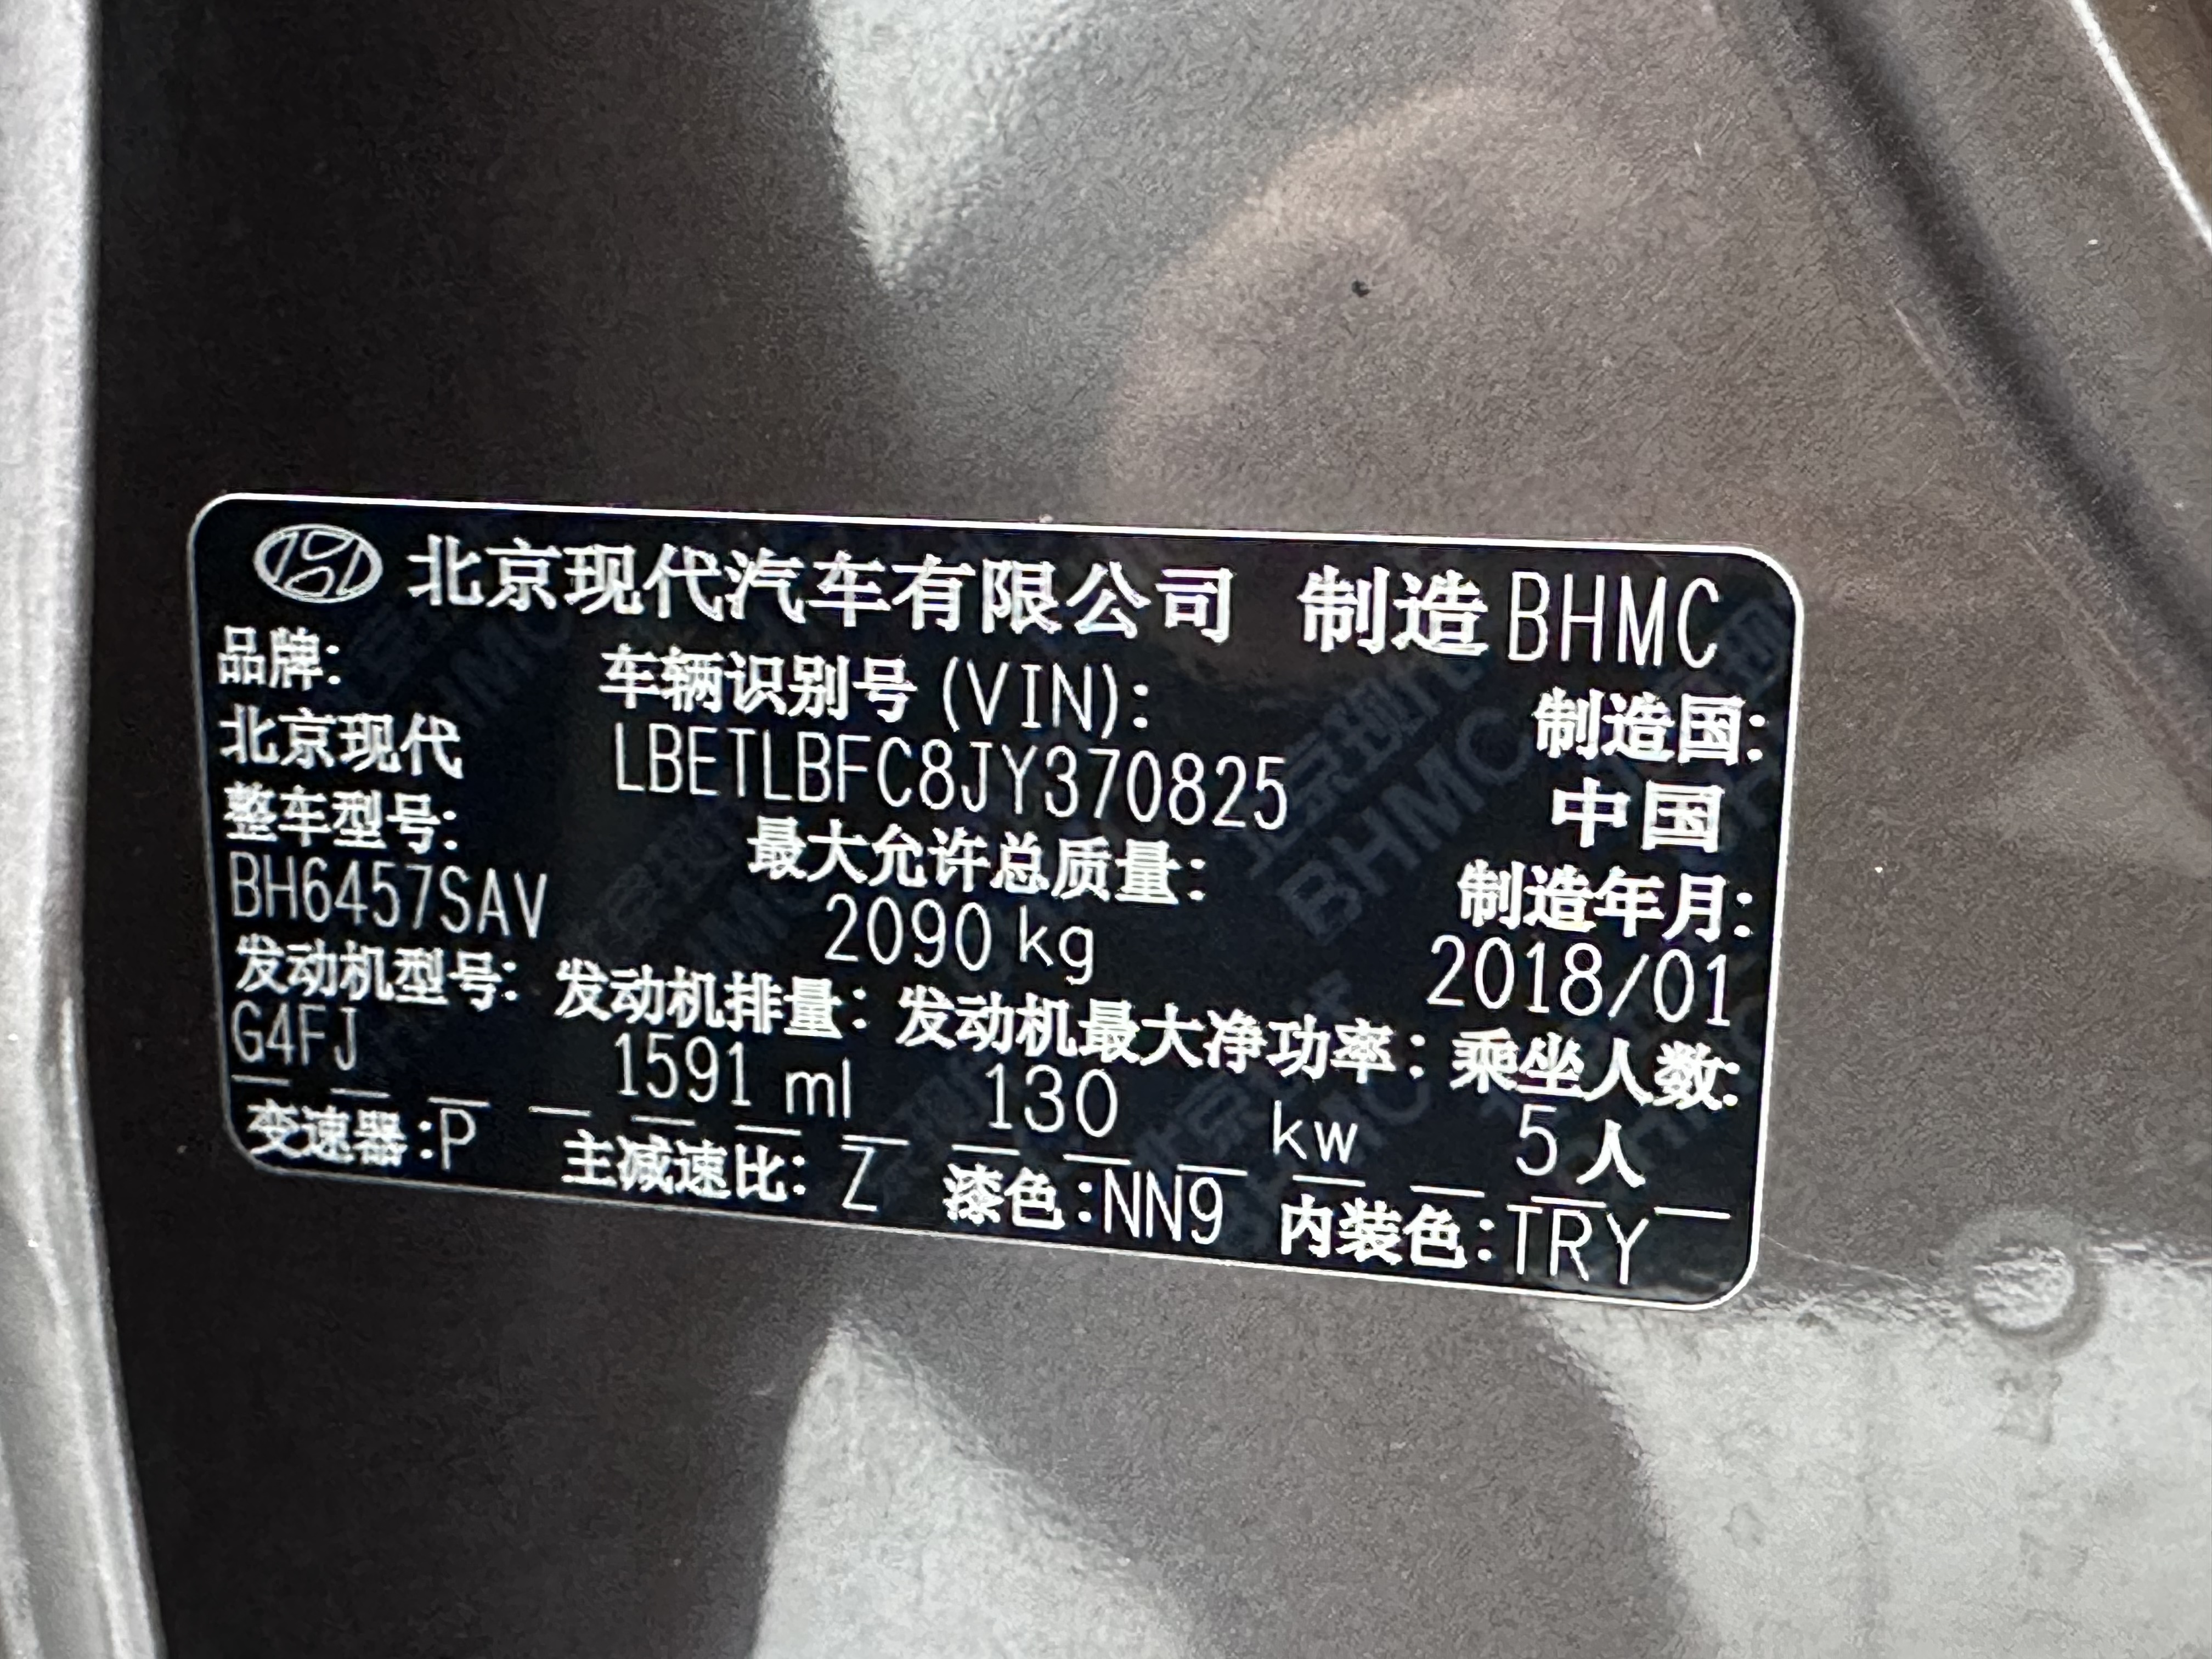 北京现代汽车有限公司 制造 BHMC
品牌: 车辆识别号 (VIN): 制造国:
北京现代 LBETLBFC8JY370825 中国
整车型号: 最大允许总质量: 制造年月:
BH6457SAV 2090 kg 2018/01
发动机型号: 发动机排量: 发动机最大净功率: 乘坐人数:
G4FJ 1591 ml 130 kw 5 人
变速器:P 主减速比: Z 漆色:NN9 内装色:TRY